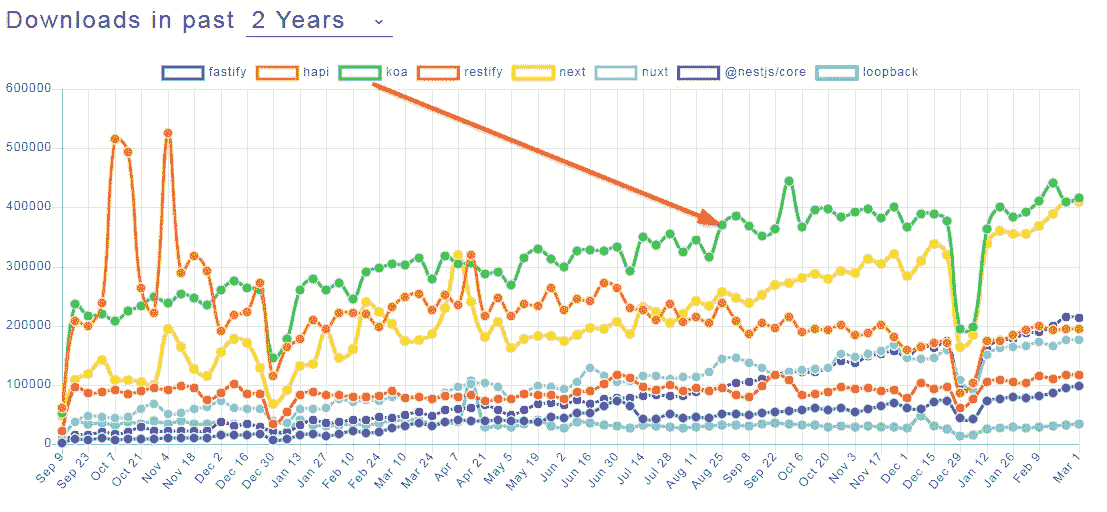 Downloads in past 2 Years
fastify hapi koa restify next nuxt @nestjs/core loopback
600000
500000
400000
300000
200000
100000
0
Sep 9 Sep 23 Oct 7 Oct 21 Nov 4 Nov 18 Dec 2 Dec 16 Dec 30 Jan 13 Jan 27 Feb 10 Feb 24 Mar 10 Mar 24 Apr 7 Apr 21 May 5 May 19 Jun 2 Jun 16 Jun 30 Jul 14 Jul 28 Aug 11 Aug 25 Sep 8 Sep 22 Oct 6 Oct 20 Nov 3 Nov 17 Dec 1 Dec 15 Dec 29 Jan 12 Jan 26 Feb 9 Mar 1